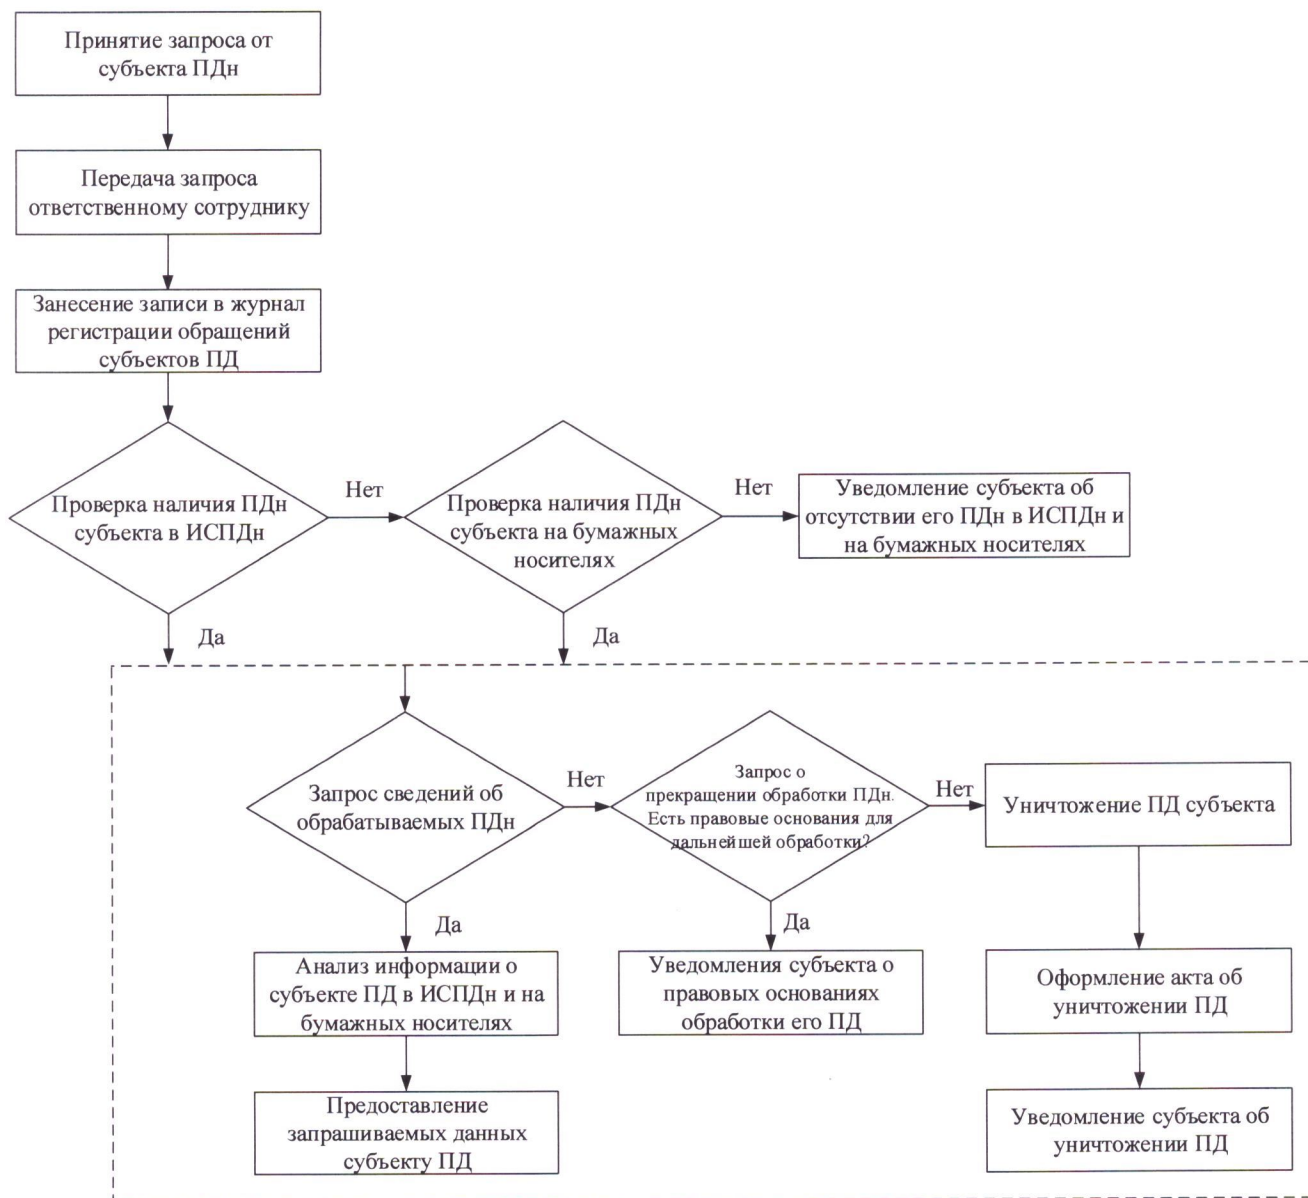 Принятие запроса от
субъекта ПДн
Передача запроса
ответственному сотруднику
Занесение записи в журнал
регистрации обращений
субъектов ПД
Проверка наличия ПДн
субъекта в ИСПДн
Нет
Проверка наличия ПДн
субъекта на бумажных
носителях
Нет
Уведомление субъекта об
отсутствии его ПДн в ИСПДн и
на бумажных носителях
Да
Да
Запрос сведений об
обрабатываемых ПДн
Нет
Запрос о
прекращении обработки ПДн.
Есть правовые основания для
дальнейшей обработки?
Нет
Уничтожение ПД субъекта
Да
Да
Анализ информации о
субъекте ПД в ИСПДн и на
бумажных носителях
Уведомления субъекта о
правовых основаниях
обработки его ПД
Оформление акта об
уничтожении ПД
Предоставление
запрашиваемых данных
субъекту ПД
Уведомление субъекта об
уничтожении ПД